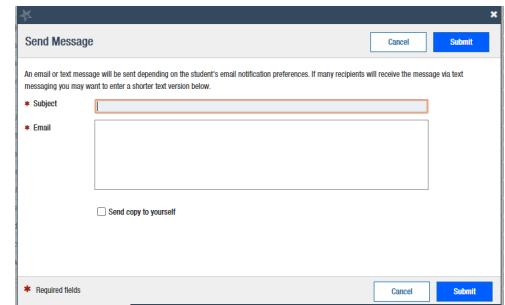 Send Message
Cancel
Submit
An email or text message will be sent depending on the student's email notification preferences. If many recipients will receive the message via text
messaging you may want to enter a shorter text version below.
* Subject
* Email
Send copy to yourself
* Required fields
Cancel
Submit